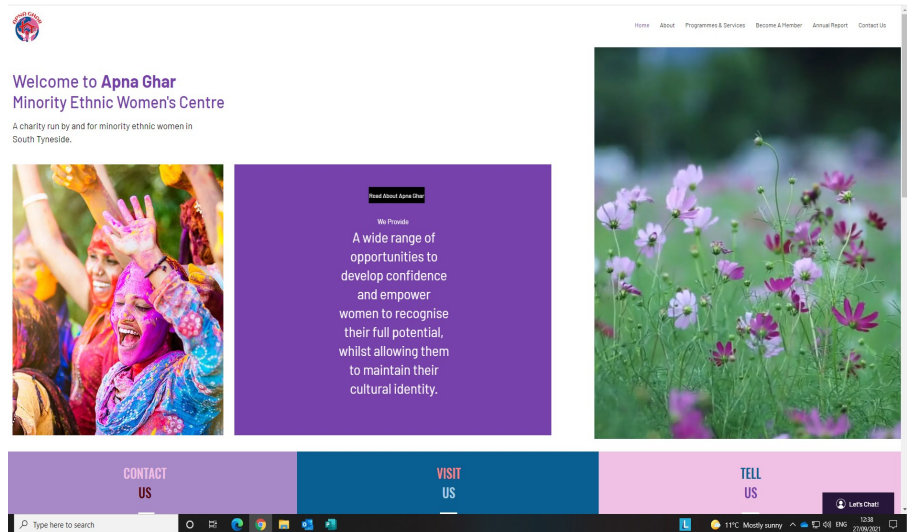 APNA GHAR
Home About Programmes & Services Become A Member Annual Report Contact Us
Welcome to Apna Ghar
Minority Ethnic Women's Centre
A charity run by and for minority ethnic women in
South Tyneside.
Read About Apna Ghar
We Provide
A wide range of
opportunities to
develop confidence
and empower
women to recognise
their full potential,
whilst allowing them
to maintain their
cultural identity.
CONTACT
US
VISIT
US
TELL
US
Let's Chat!
Type here to search
L
11°C Mostly sunny
ENG
12:38
27/09/2021